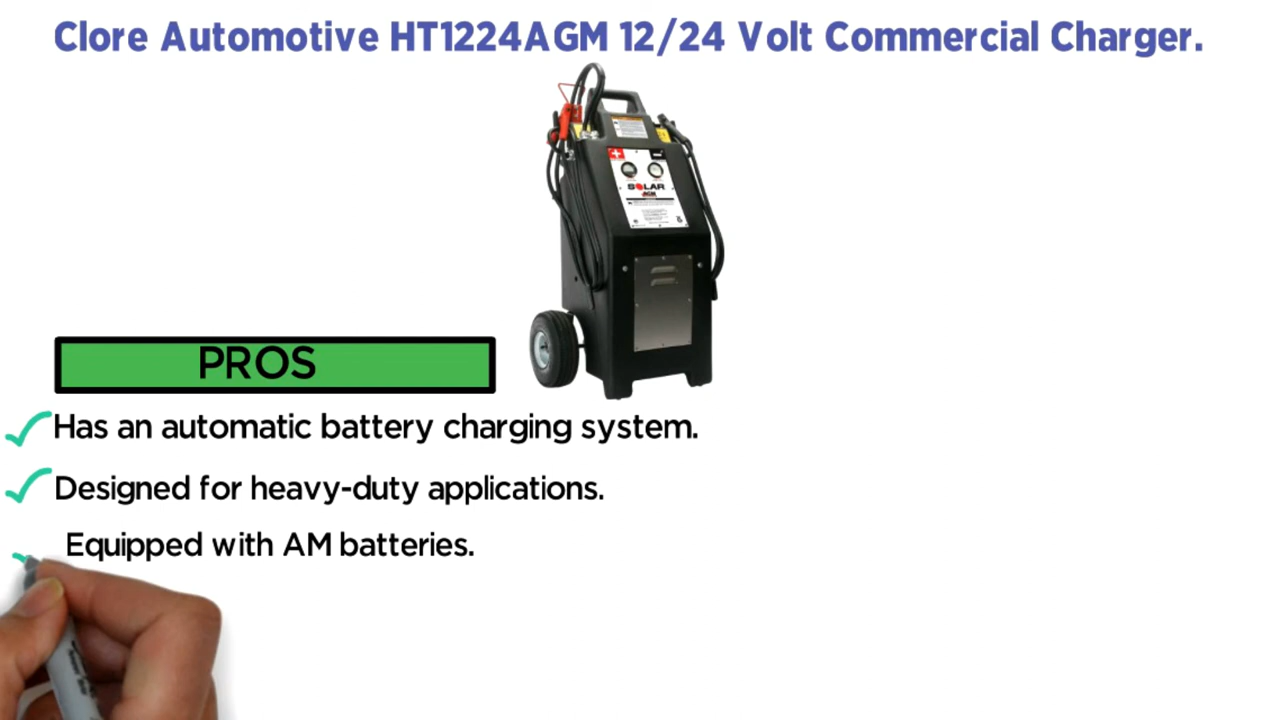 Clore Automotive HT1224AGM 12/24 Volt Commercial Charger.
SOLAR
PROS
Has an automatic battery charging system.
Designed for heavy-duty applications.
Equipped with AM batteries.